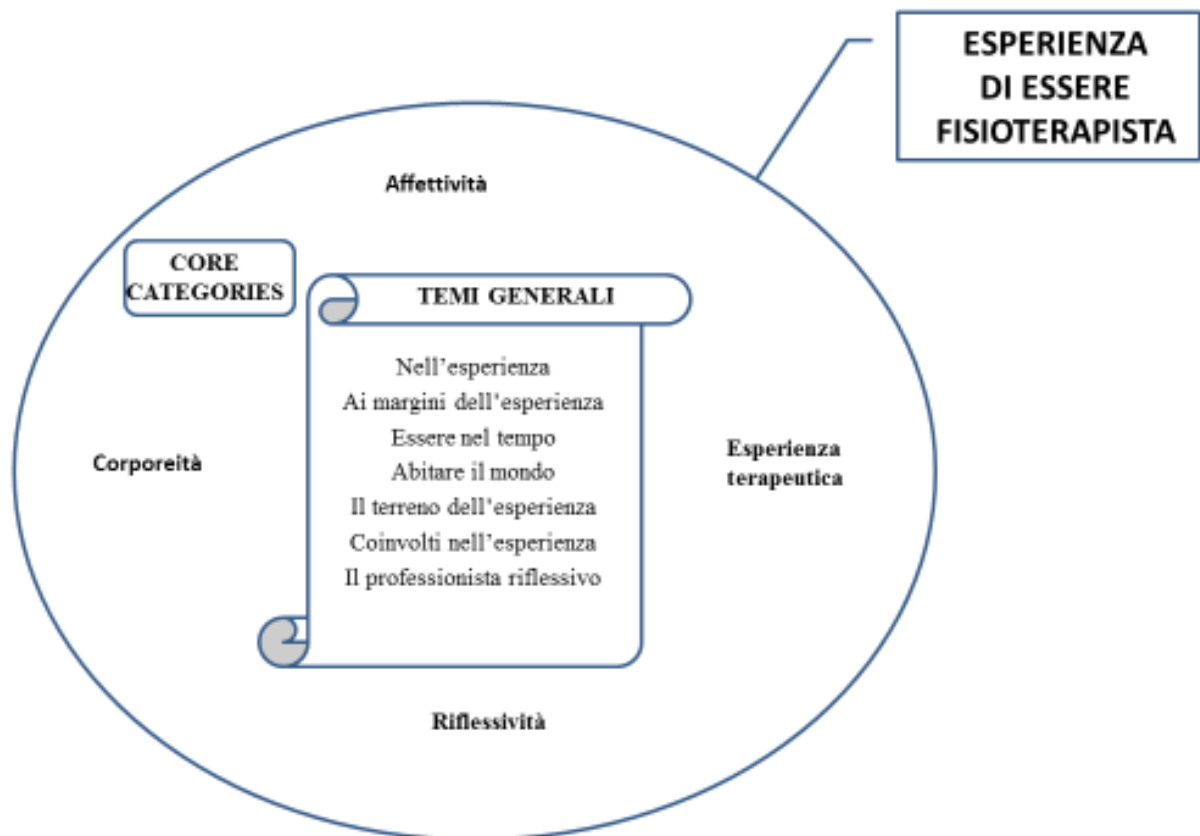 ESPERIENZA
DI ESSERE
FISIOTERAPISTA
Affettività
CORE
CATEGORIES
TEMI GENERALI
Nell’esperienza
Ai margini dell’esperienza
Essere nel tempo
Abitare il mondo
Il terreno dell’esperienza
Coinvolti nell’esperienza
Il professionista riflessivo
Corporeità
Esperienza
terapeutica
Riflessività